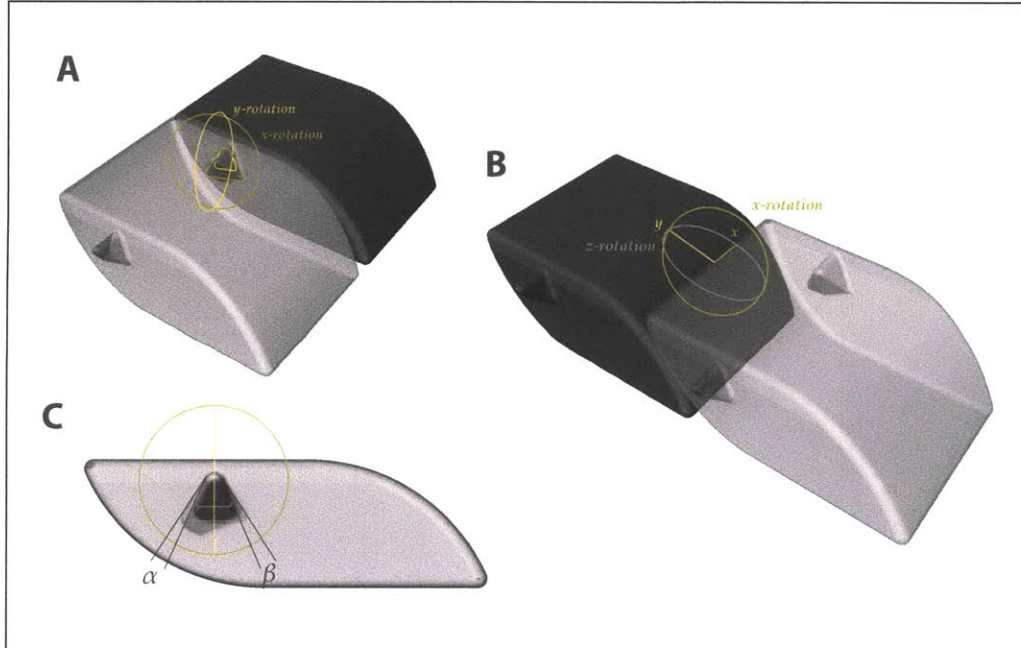 A
y-rotation
x-rotation
B
x-rotation
y
x
z-rotation
C
α
β